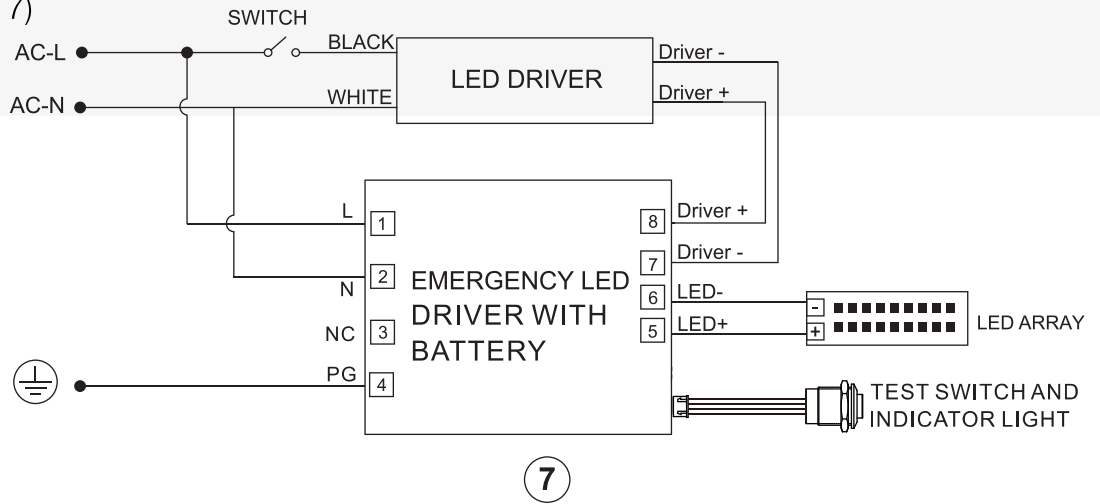 7)
SWITCH
AC-L
BLACK
LED DRIVER
Driver -
AC-N
WHITE
Driver +
L
1
8
Driver +
2
N
EMERGENCY LED
DRIVER WITH
BATTERY
7
Driver -
6
LED-
-
NC
3
5
LED+
+
LED ARRAY
PG
4
TEST SWITCH AND
INDICATOR LIGHT
7